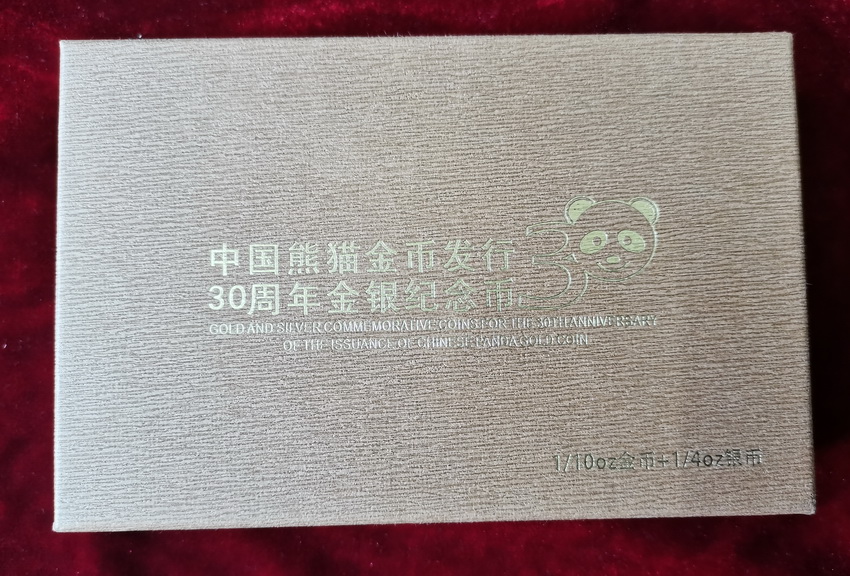 中国熊猫金币发行
30周年金银纪念币
GOLD AND SILVER COMMEMORATIVE COINS FOR THE 30TH ANNIVERSARY
OF THE ISSUANCE OF CHINESE PANDA GOLD COIN
1/10oz金币+1/4oz银币